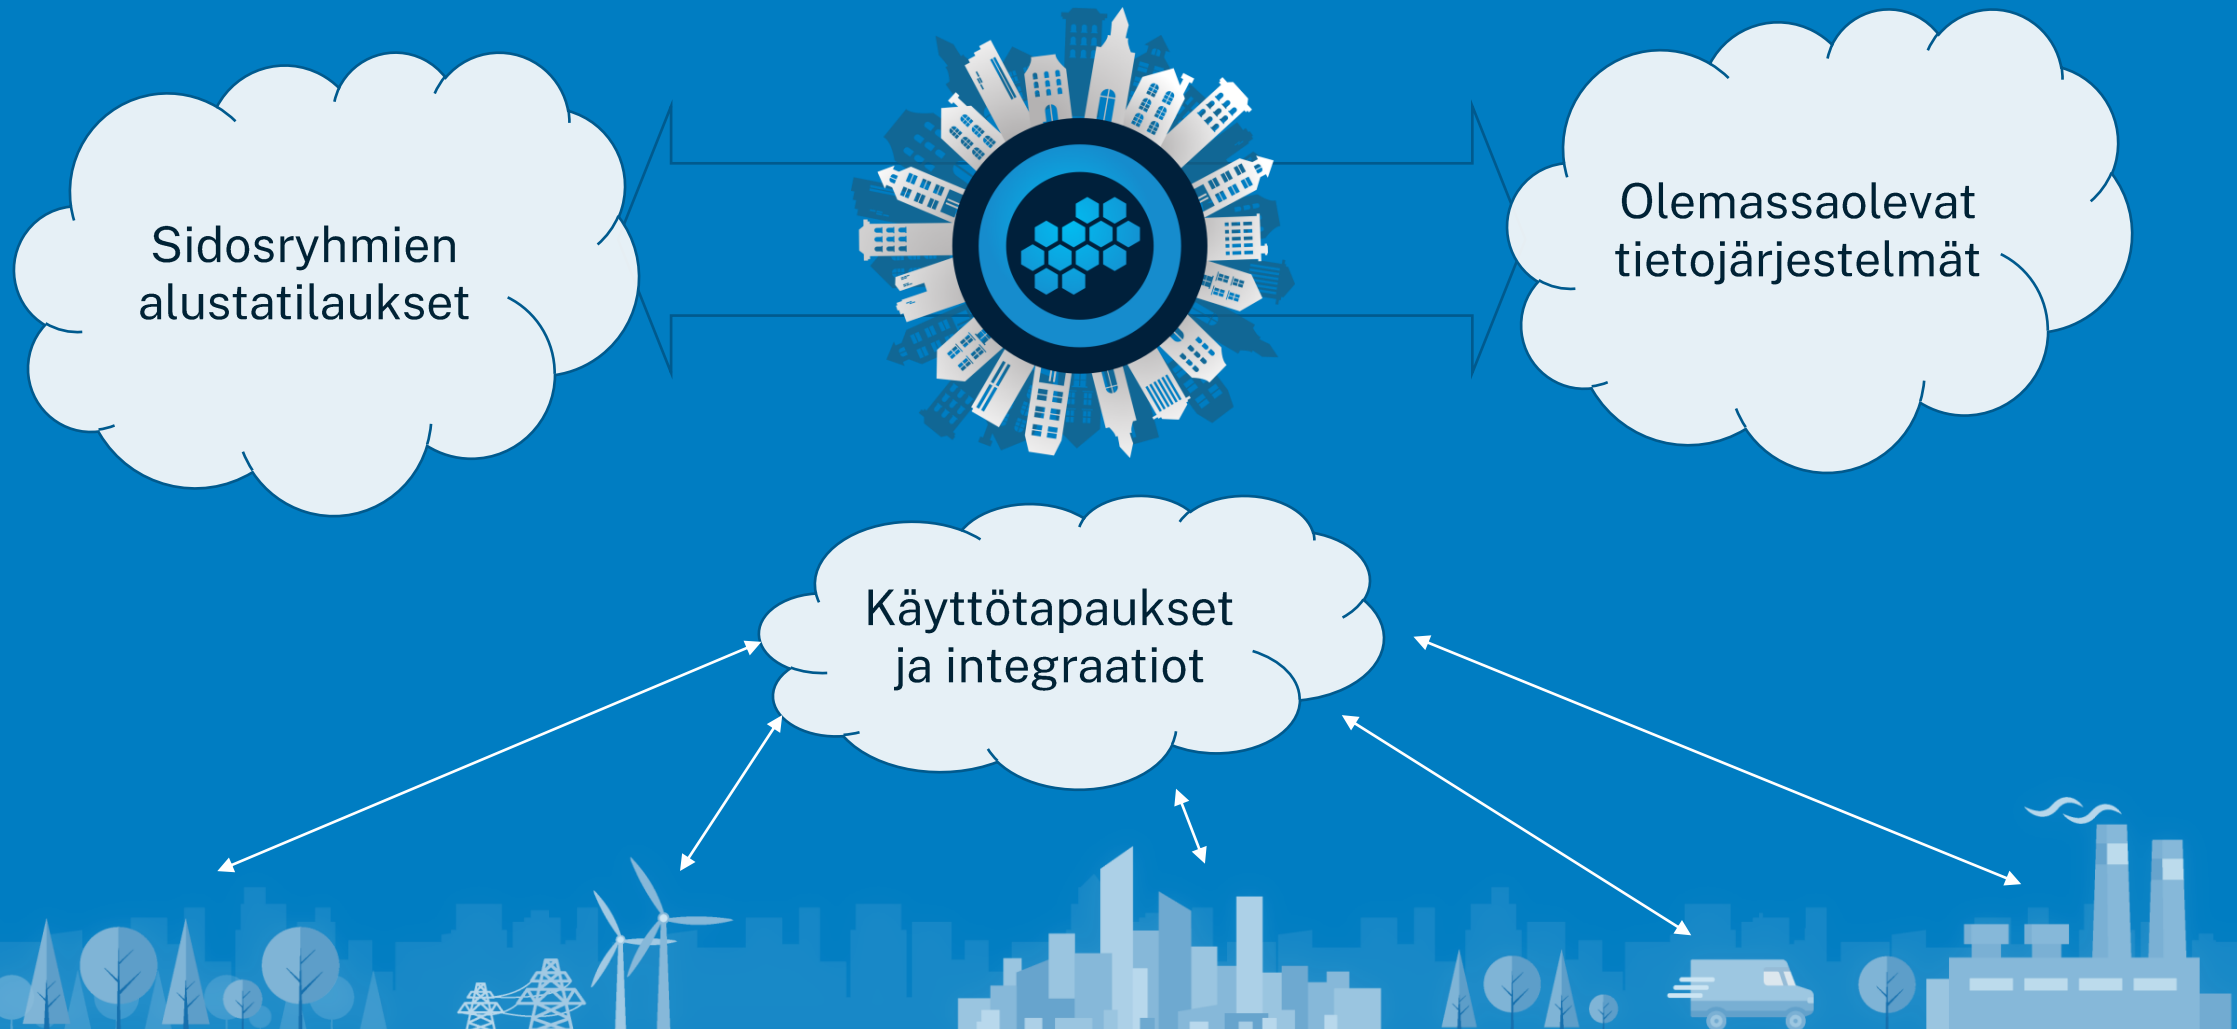 Sidosryhmien
alustatilaukset
Olemassaolevat
tietojärjestelmät
Käyttötapaukset
ja integraatiot